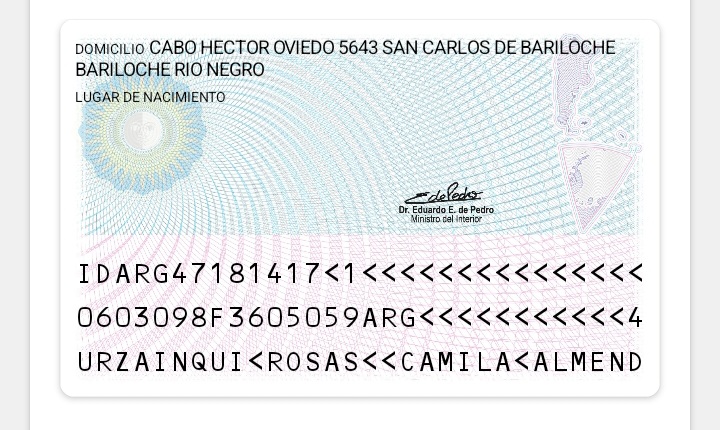 DOMICILIO CABO HECTOR OVIEDO 5643 SAN CARLOS DE BARILOCHE
BARILOCHE RIO NEGRO
LUGAR DE NACIMIENTO
Dr. Eduardo E. de Pedro
Ministro del Interior
IDARG47181417<1<<<<<<<<<<<<<<<
0603098F3605059ARG<<<<<<<<<<<4
URZAINQUI<ROSAS<<CAMILA<ALMEND